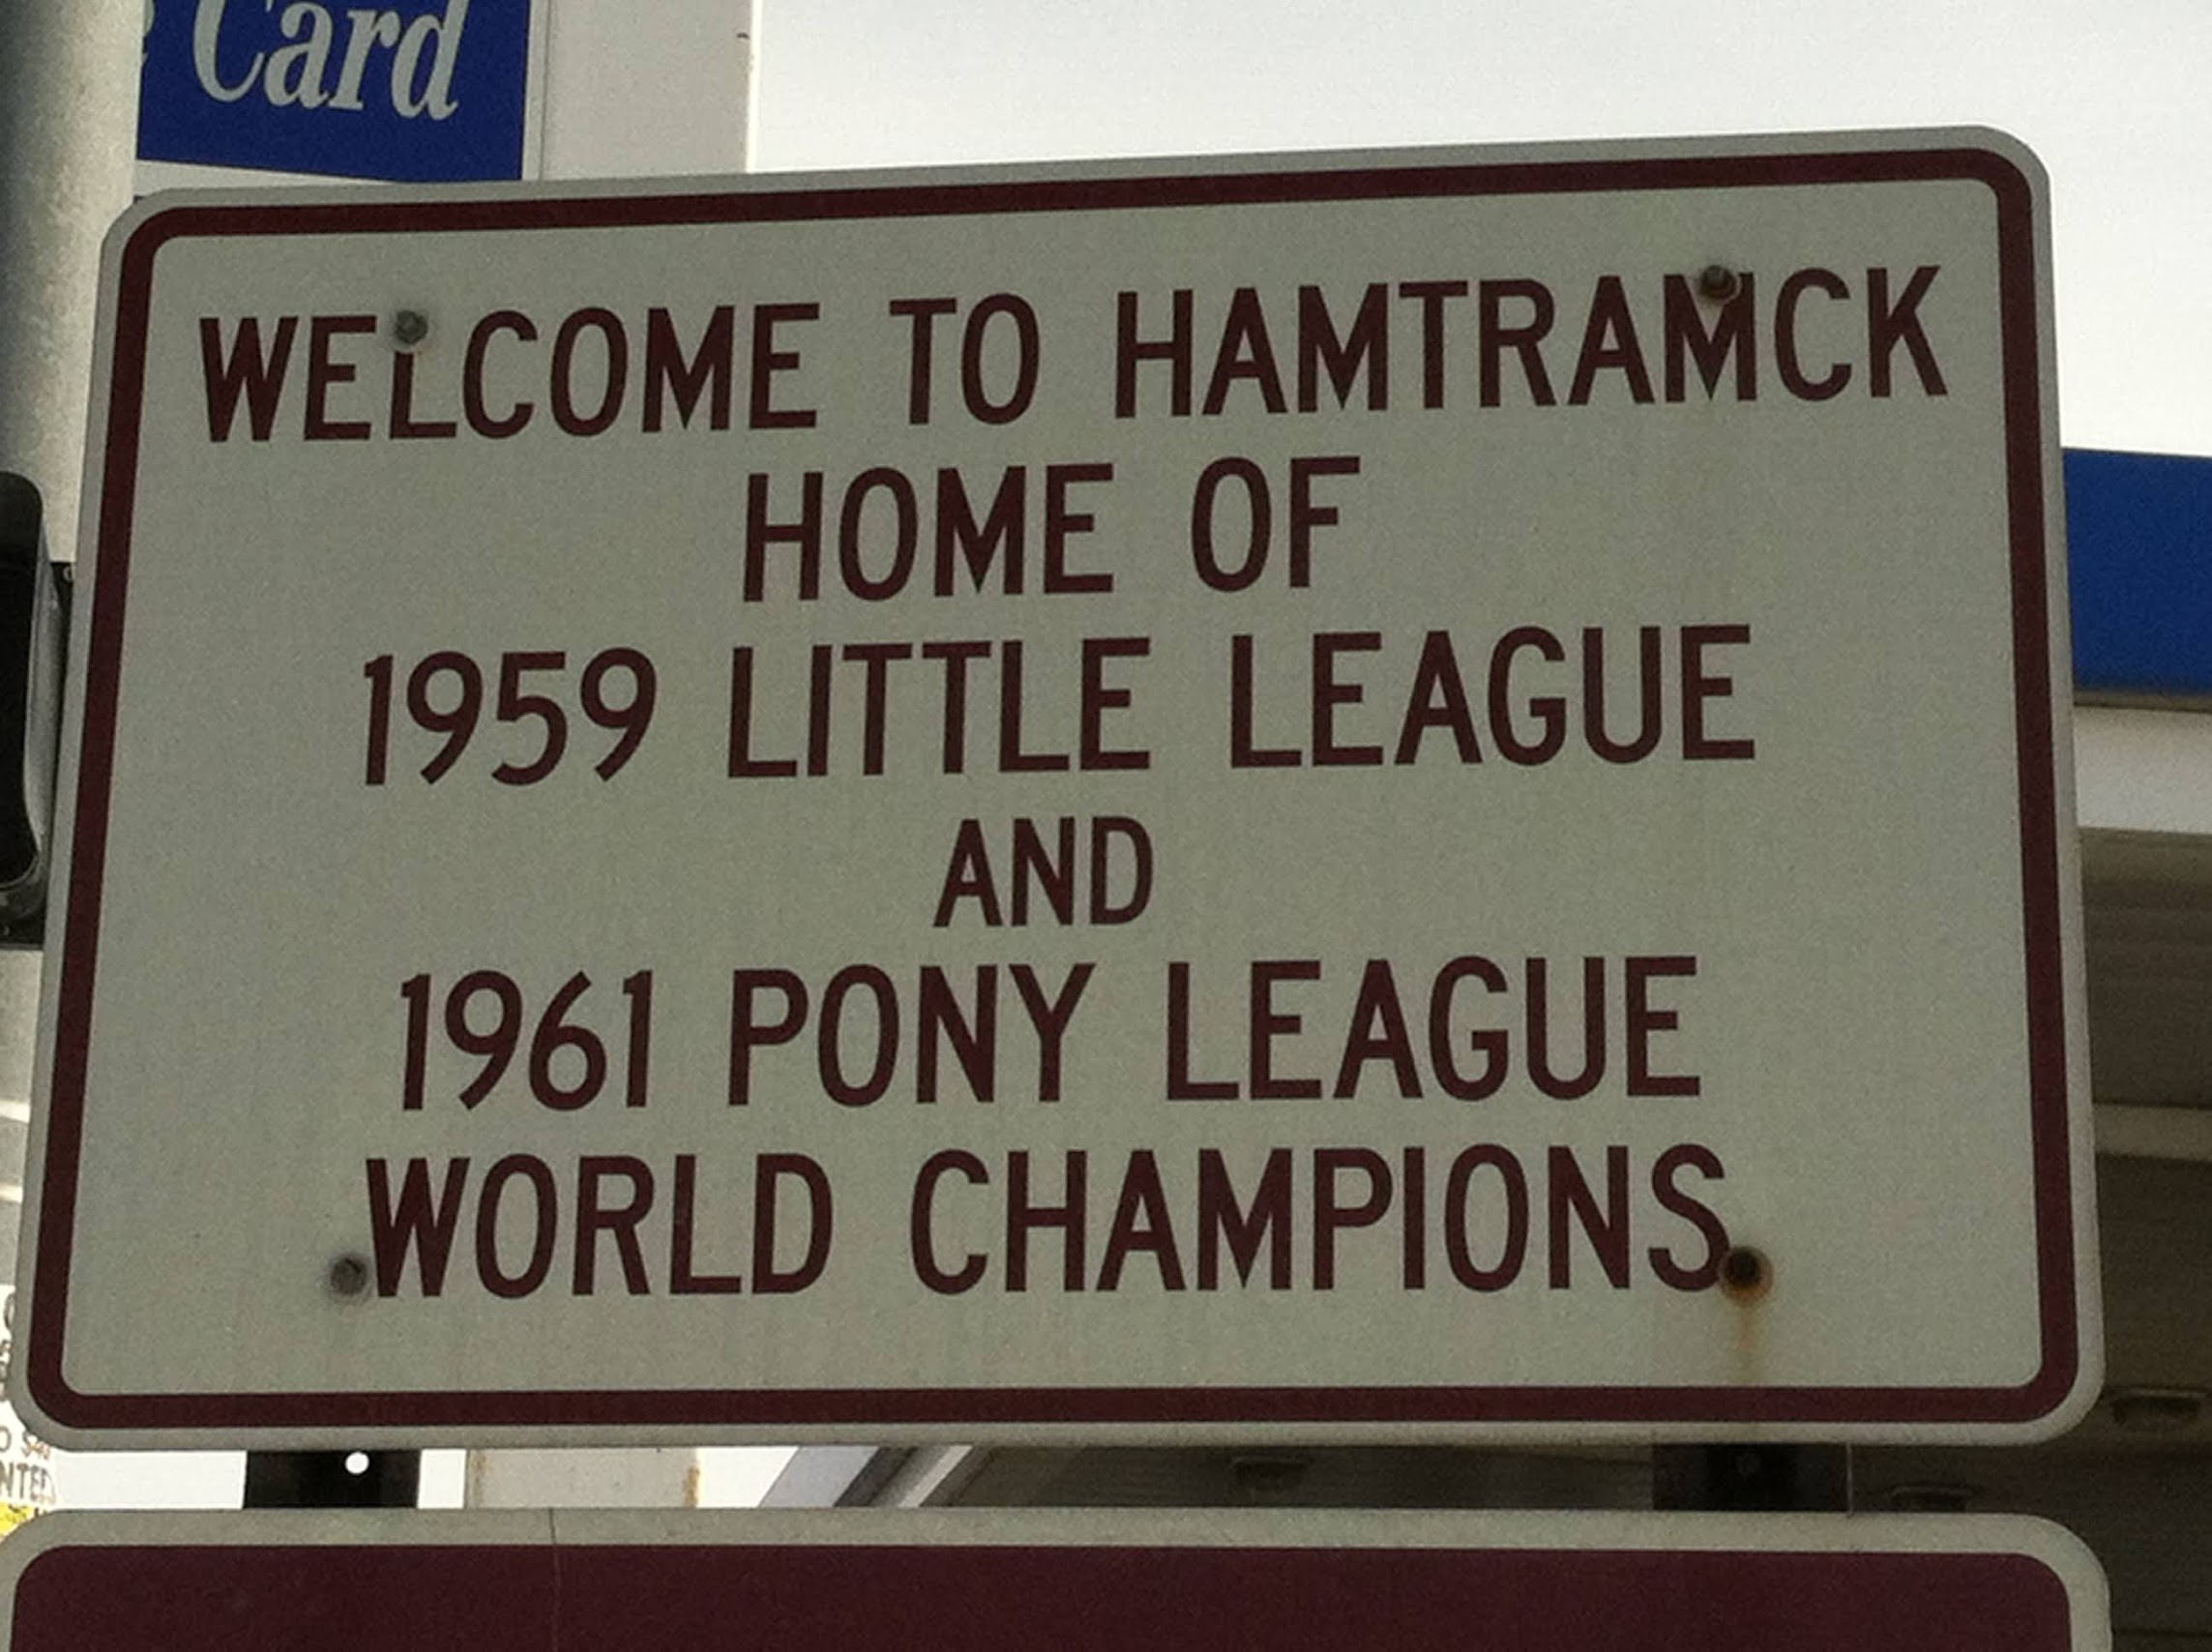 Card
WELCOME TO HAMTRAMCK
HOME OF
1959 LITTLE LEAGUE
AND
1961 PONY LEAGUE
WORLD CHAMPIONS